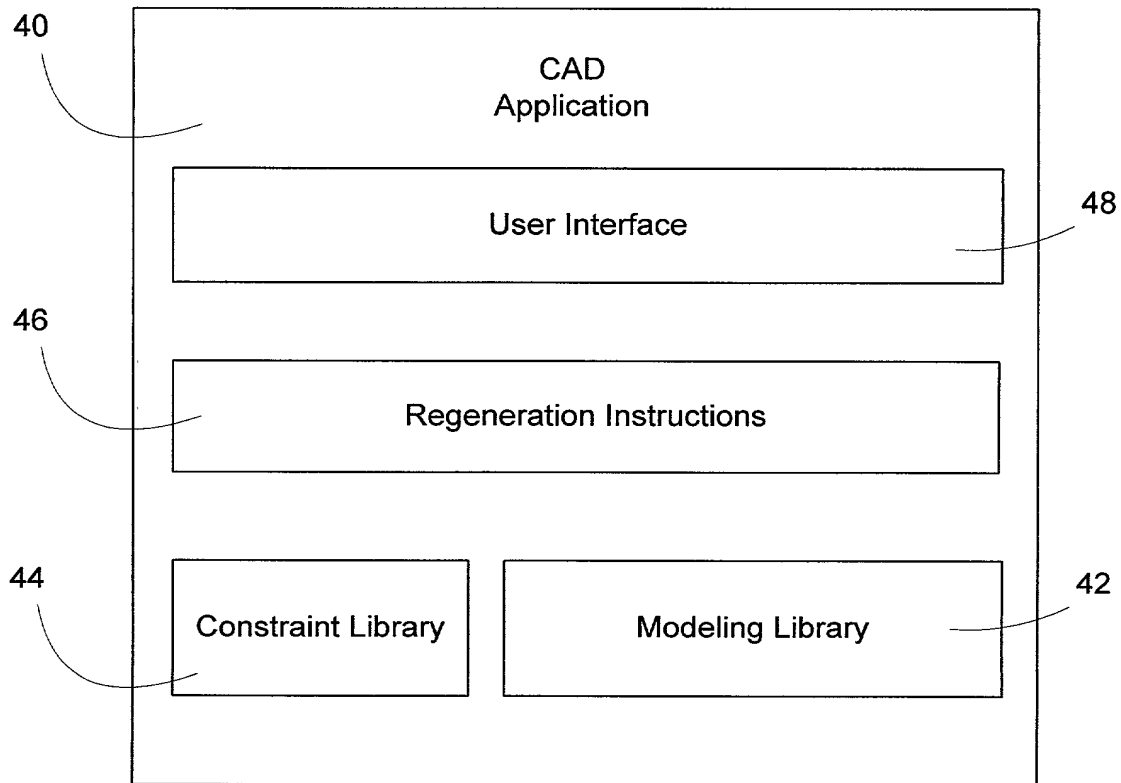 40
CAD
Application
User Interface
48
46
Regeneration Instructions
44
Constraint Library
Modeling Library
42